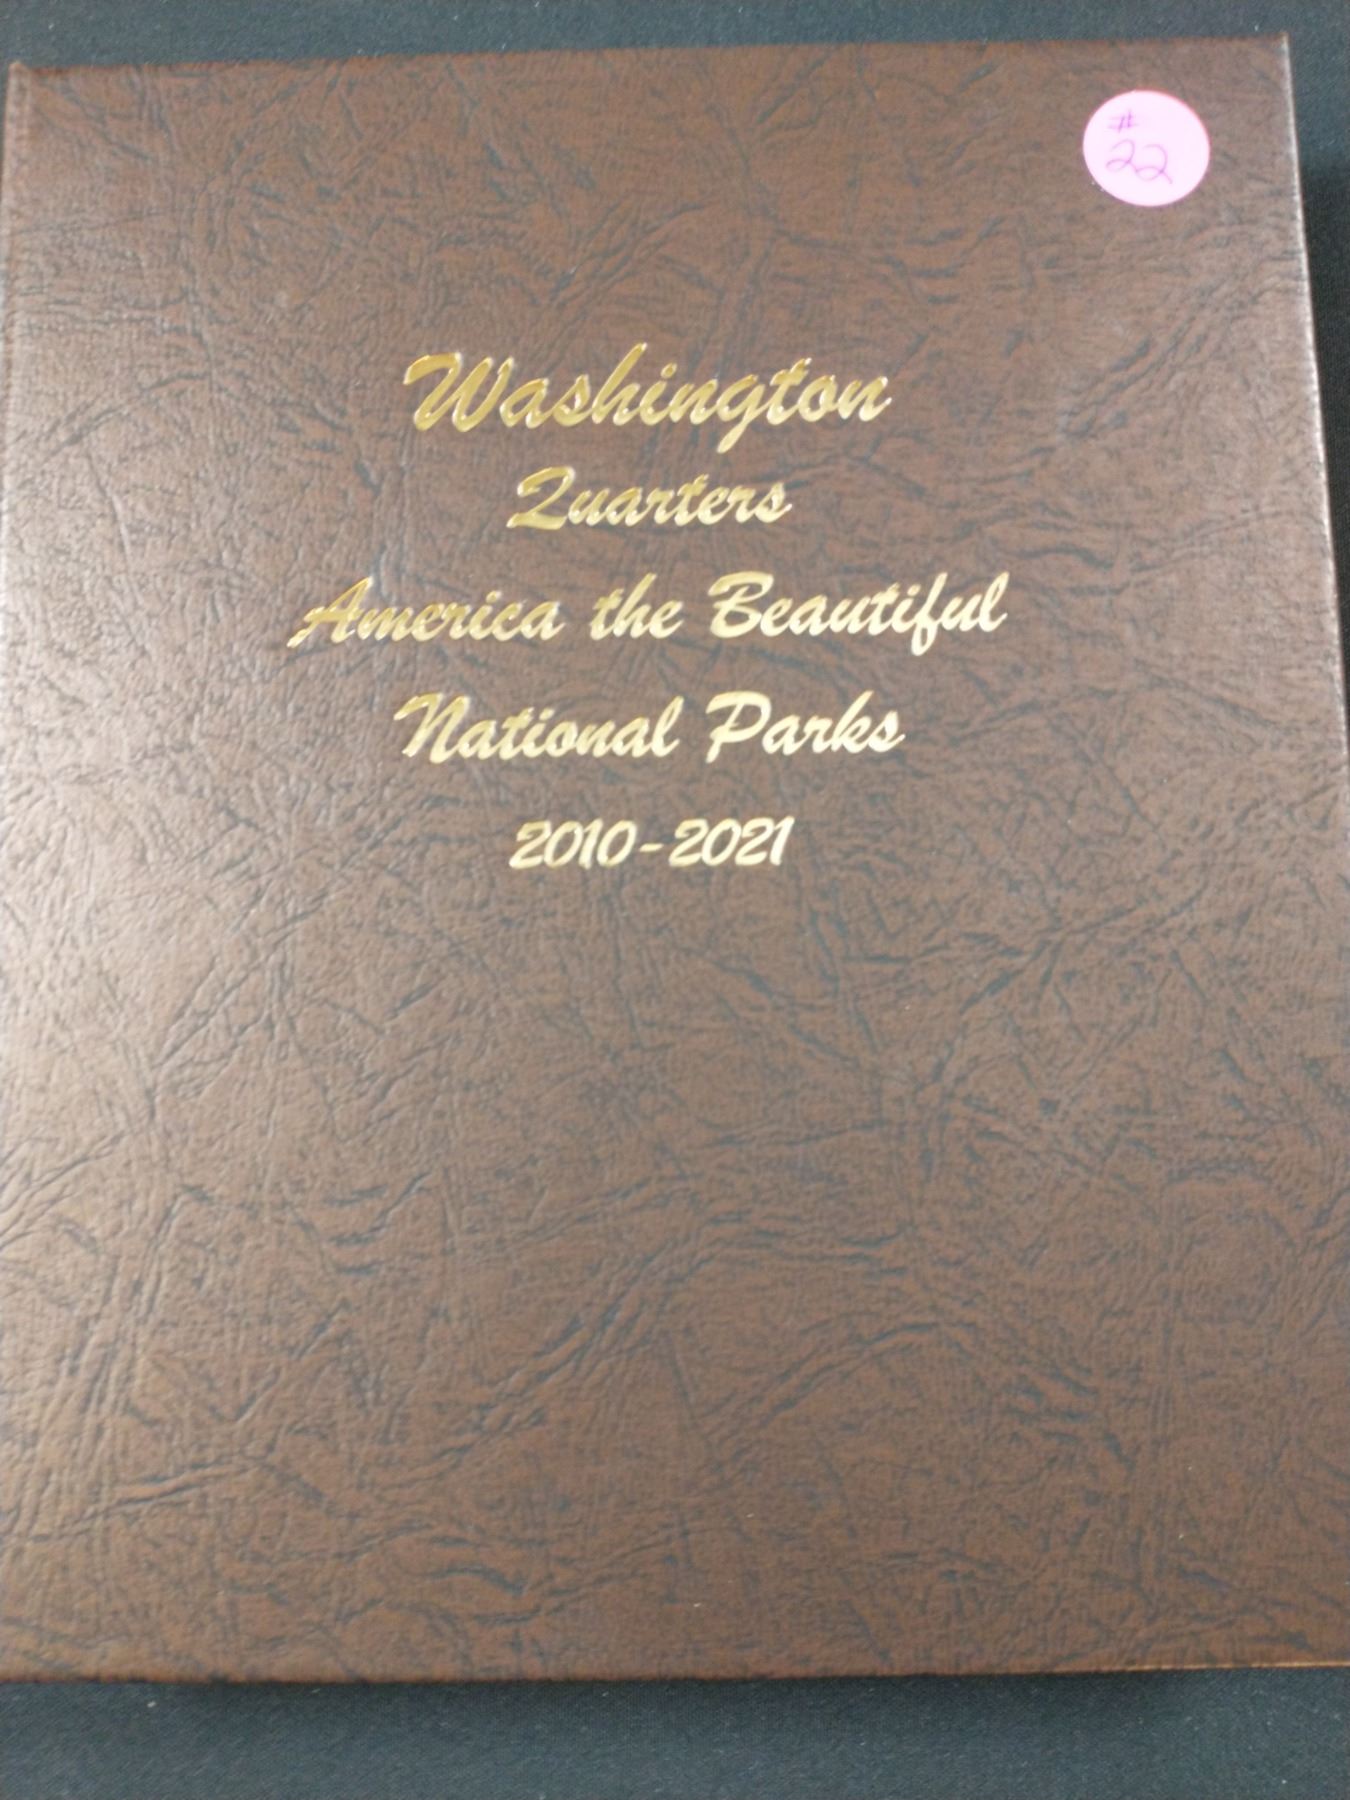 #
22
Washington
Quarters
America the Beautiful
National Parks
2010-2021